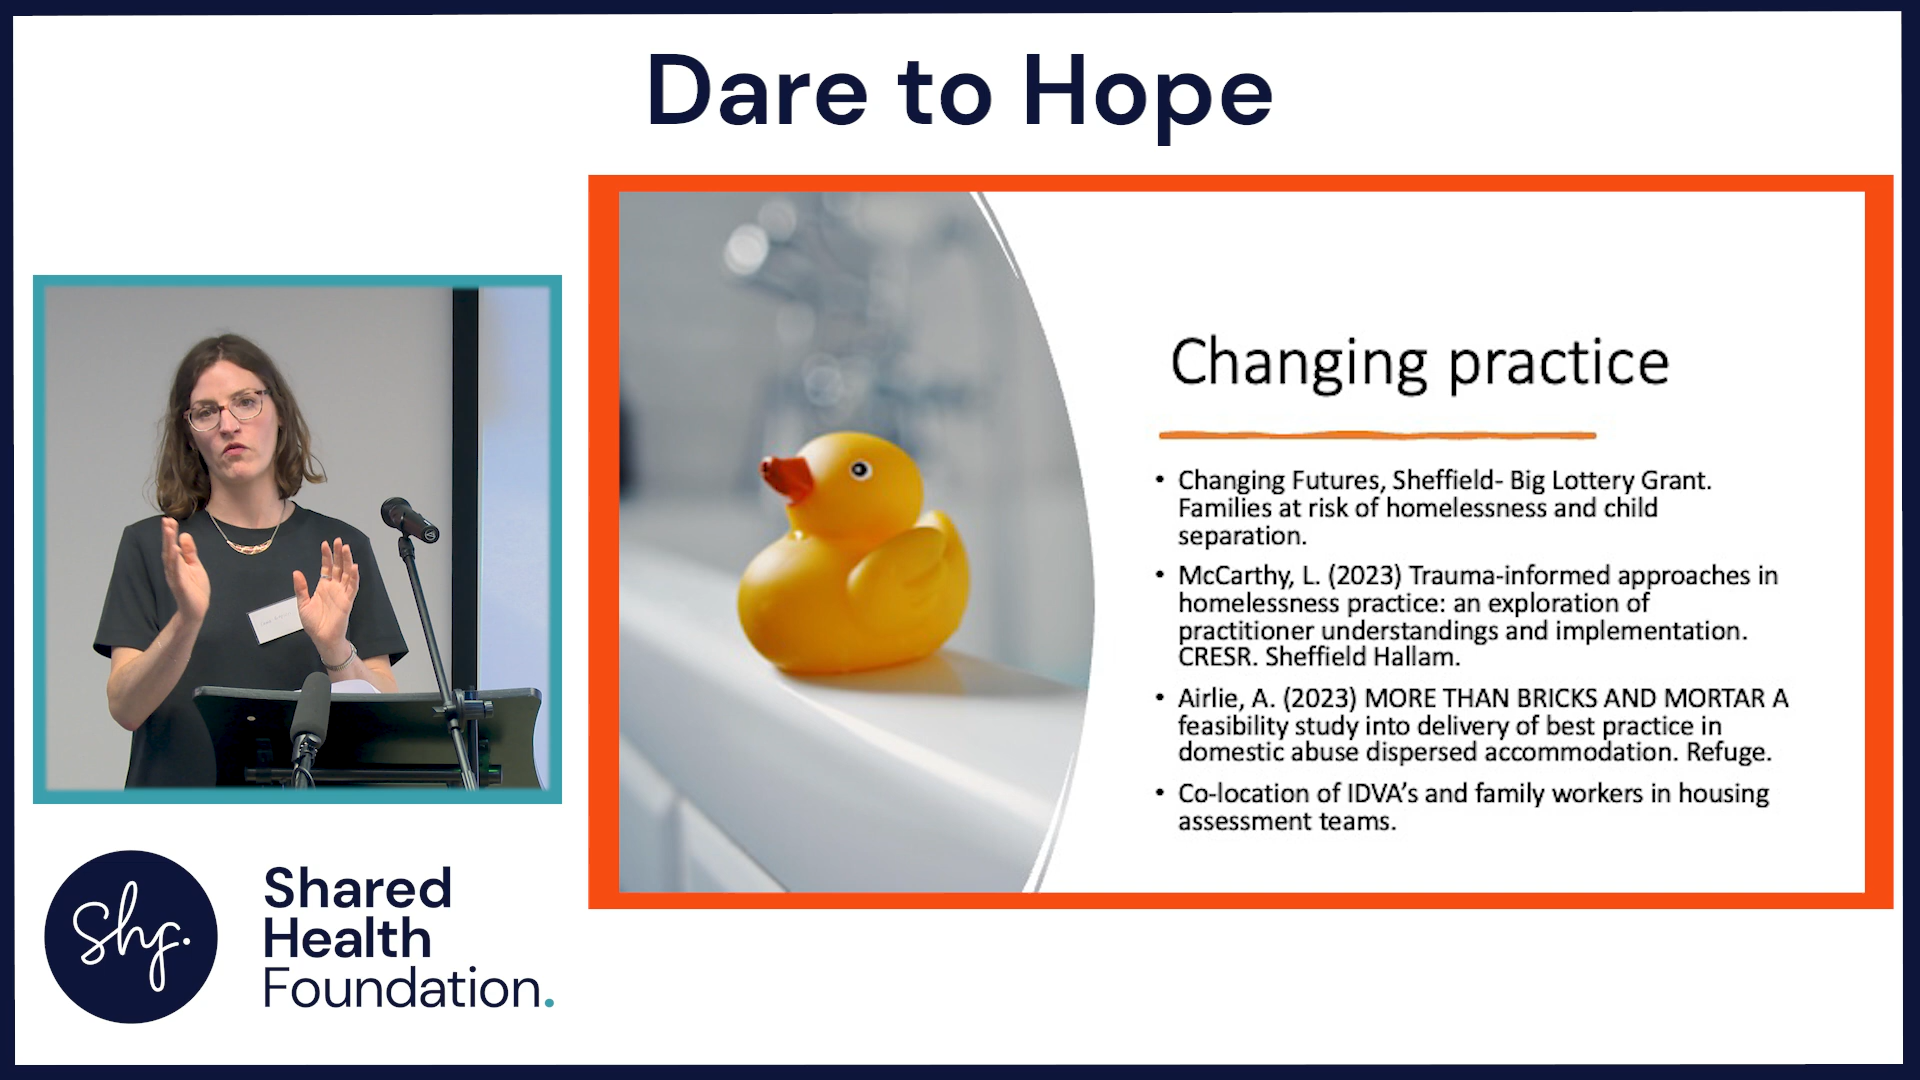 Dare to Hope
Changing practice
• Changing Futures, Sheffield- Big Lottery Grant.
Families at risk of homelessness and child
separation.
• McCarthy, L. (2023) Trauma-informed approaches in
homelessness practice: an exploration of
practitioner understandings and implementation.
CRESR. Sheffield Hallam.
• Airlie, A. (2023) MORE THAN BRICKS AND MORTAR A
feasibility study into delivery of best practice in
domestic abuse dispersed accommodation. Refuge.
• Co-location of IDVA’s and family workers in housing
assessment teams.
Shf.
Shared
Health
Foundation.